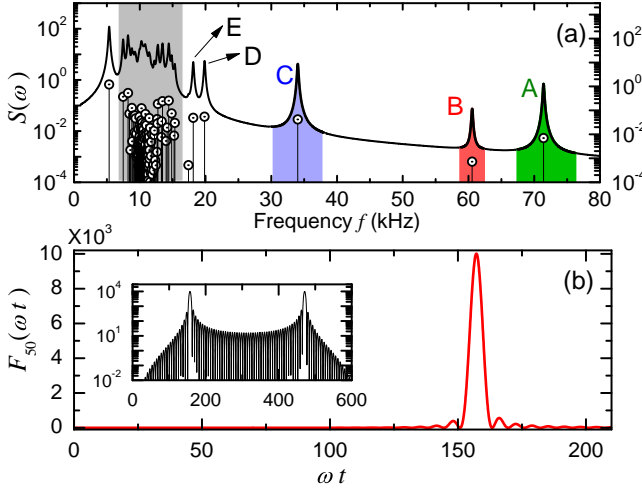 10²
10⁰
10⁻²
10⁻⁴
S(ω)
E
D
C
B
A
(a)
10²
10⁰
10⁻²
10⁻⁴
0 10 20 30 40 50 60 70 80
Frequency f (kHz)
X10³
10
8
6
4
2
0
F₅₀(ω t)
(b)
10⁴
10¹
10⁻²
0 200 400 600
0 50 100 150 200
ω t